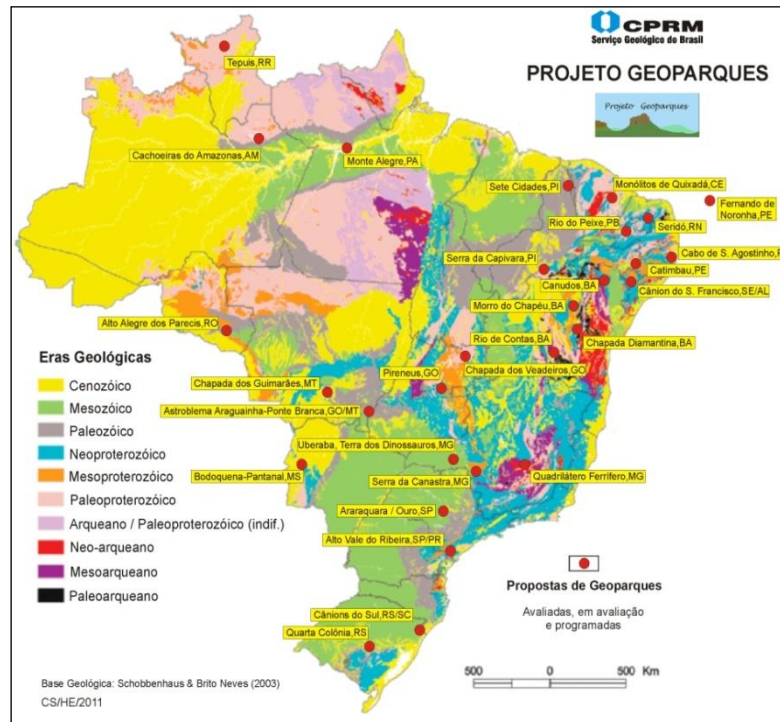 CPRM
Serviço Geológico do Brasil
PROJETO GEOPARQUES
Projeto Geoparques
Tepuis,RR
Cachoeiras do Amazonas,AM
Monte Alegre,PA
Sete Cidades,PI
Monólitos de Quixadá,CE
Fernando de
Noronha,PE
Rio do Peixe,PB
Seridó,RN
Serra da Capivara,PI
Cabo de S. Agostinho,P
Catimbau,PE
Canudos,BA
Cânion do S. Francisco,SE/AL
Morro do Chapéu,BA
Alto Alegre dos Parecis,RO
Rio de Contas,BA
Chapada Diamantina,BA
Pireneus,GO
Chapada dos Veadeiros,GO
Chapada dos Guimarães,MT
Astroblema Araguainha-Ponte Branca,GO/MT
Uberaba, Terra dos Dinossauros,MG
Bodoquena-Pantanal,MS
Serra da Canastra,MG
Quadrilátero Ferrífero,MG
Araraquara / Ouro,SP
Alto Vale do Ribeira,SP/PR
Cânions do Sul,RS/SC
Quarta Colônia,RS
Eras Geológicas
Cenozóico
Mesozóico
Paleozóico
Neoproterozóico
Mesoproterozóico
Paleoproterozóico
Arqueano / Paleoproterozóico (indif.)
Neo-arqueano
Mesoarqueano
Paleoarqueano
Propostas de Geoparques
Avaliadas, em avaliação
e programadas
500 0 500 Km
Base Geológica: Schobbenhaus & Brito Neves (2003)
CS/HE/2011